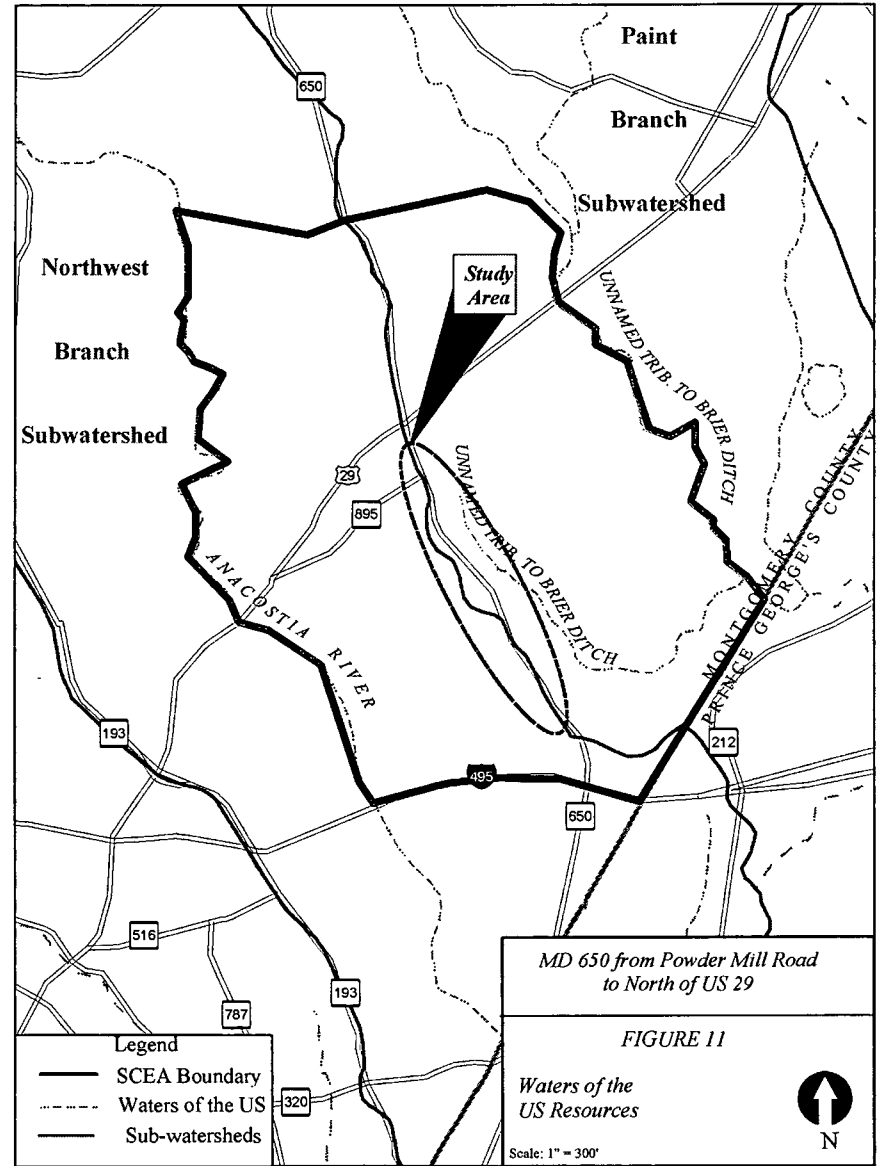 Paint
650
Branch
Subwatershed
Northwest
Study
Area
UNNAMED TRIB. TO BRIER DITCH
Branch
Subwatershed
29
UNNAMED TRIB. TO BRIER DITCH
895
MONTGOMERY COUNTY
PRINCE GEORGE'S COUNTY
ANACOSTIA RIVER
193
212
495
650
516
193
787
320
MD 650 from Powder Mill Road
to North of US 29
FIGURE 11
Waters of the
US Resources
N
Scale: 1" = 300'
Legend
SCEA Boundary
Waters of the US
Sub-watersheds